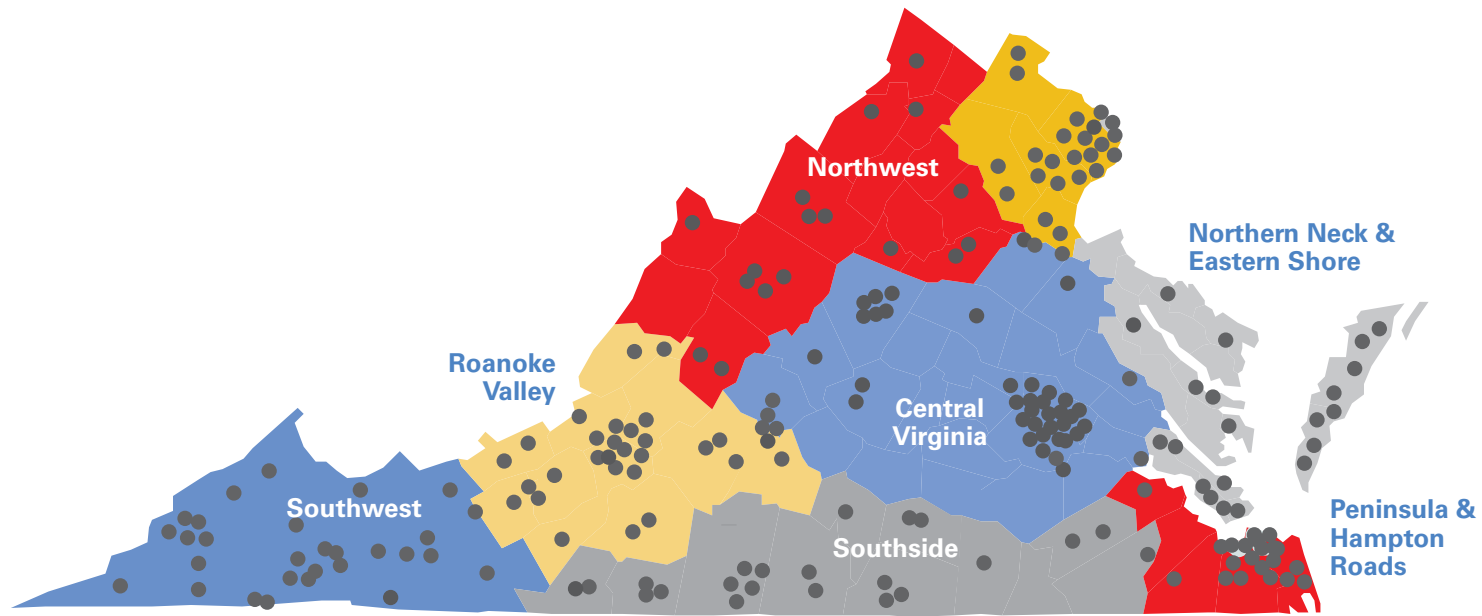 Northwest
Northern Neck &
Eastern Shore
Roanoke
Valley
Central
Virginia
Southwest
Southside
Peninsula &
Hampton
Roads